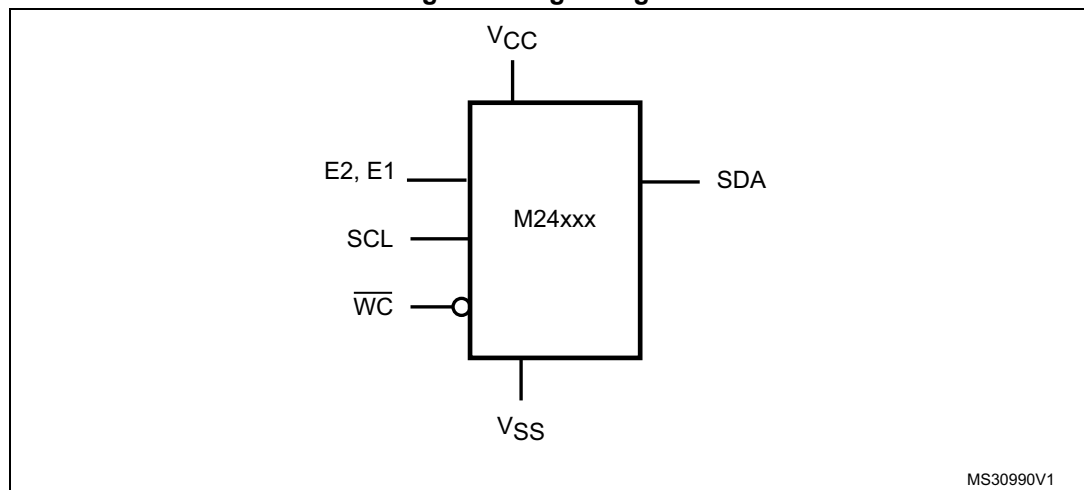 VCC
E2, E1
SDA
M24xxx
SCL
WC
VSS
MS30990V1